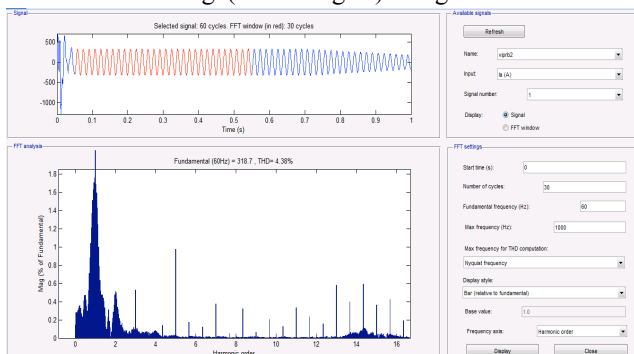 Signal
Selected signal: 60 cycles. FFT window (in red): 30 cycles
500
0
-500
-1000
0 0.1 0.2 0.3 0.4 0.5 0.6 0.7 0.8 0.9 1
Time (s)
FFT analysis
Fundamental (60Hz) = 318.7 , THD= 4.38%
Mag (% of Fundamental)
1.8
1.6
1.4
1.2
1
0.8
0.6
0.4
0.2
0
0 2 4 6 8 10 12 14 16
Harmonic order
Available signals
Refresh
Name:
Input: Ia (A)
Signal number: 1
Display: Signal
FFT window
FFT settings
Start time (s): 0
Number of cycles: 30
Fundamental frequency (Hz): 60
Max frequency (Hz): 1000
Max frequency for THD computation:
Nyquist frequency
Display style:
Bar (relative to fundamental)
Base value: 1.0
Frequency axis: Harmonic order
Display Close